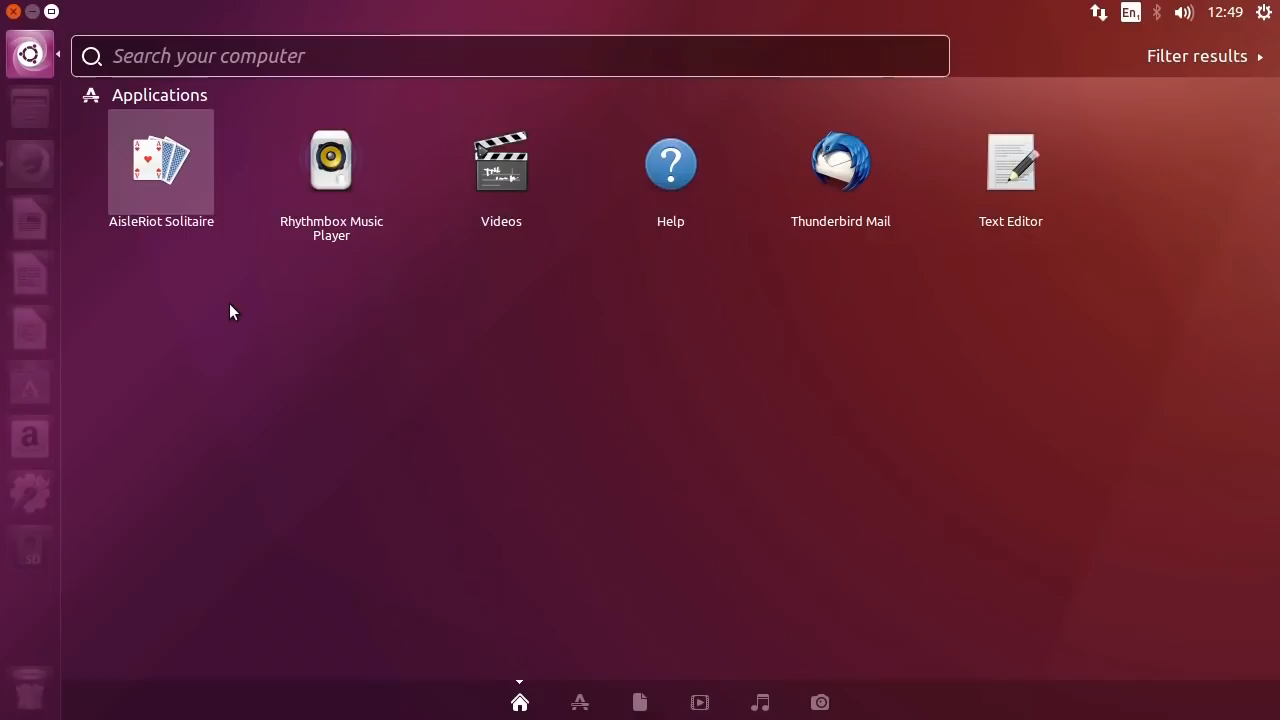 En1 12:49
Search your computer
Filter results
Applications
AisleRiot Solitaire
Rhythmbox Music
Player
Videos
Help
Thunderbird Mail
Text Editor